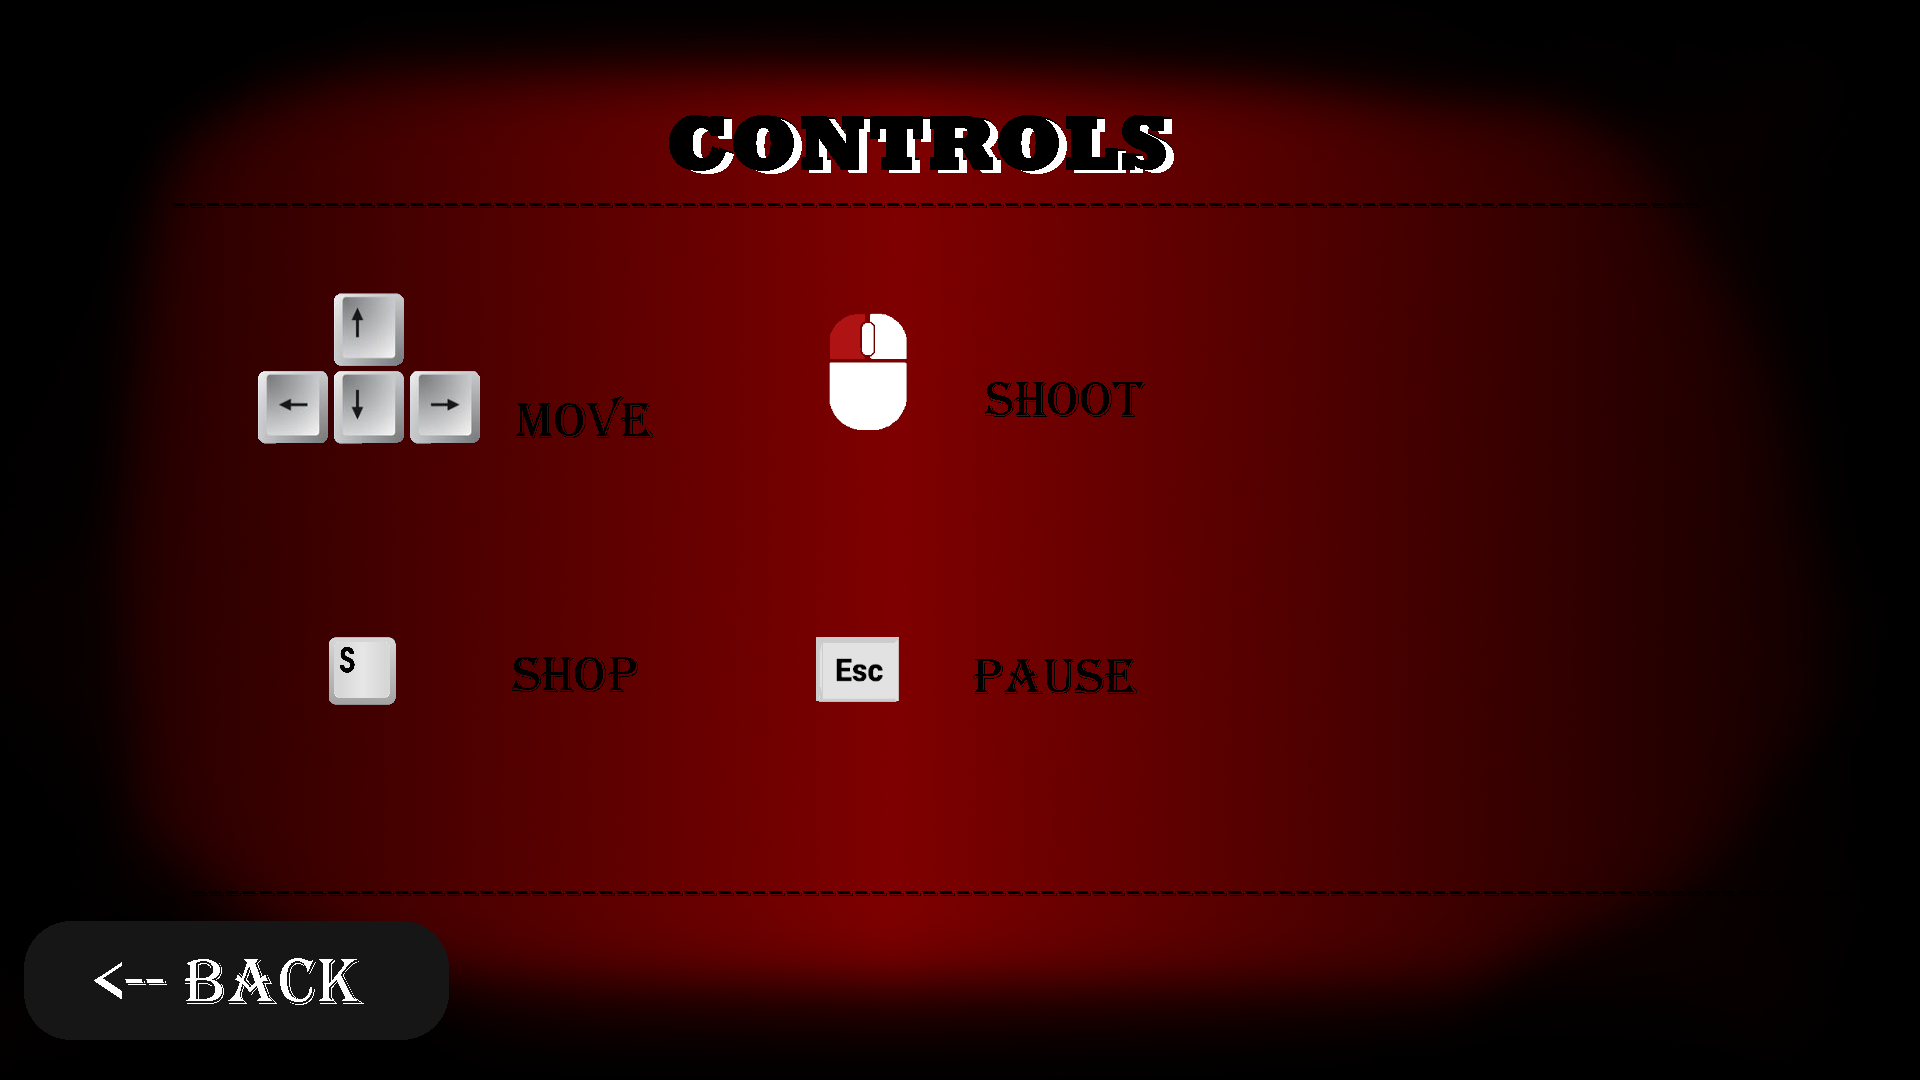 CONTROLS
↑
← ↓ → MOVE
SHOOT
S SHOP
Esc PAUSE
<-- BACK